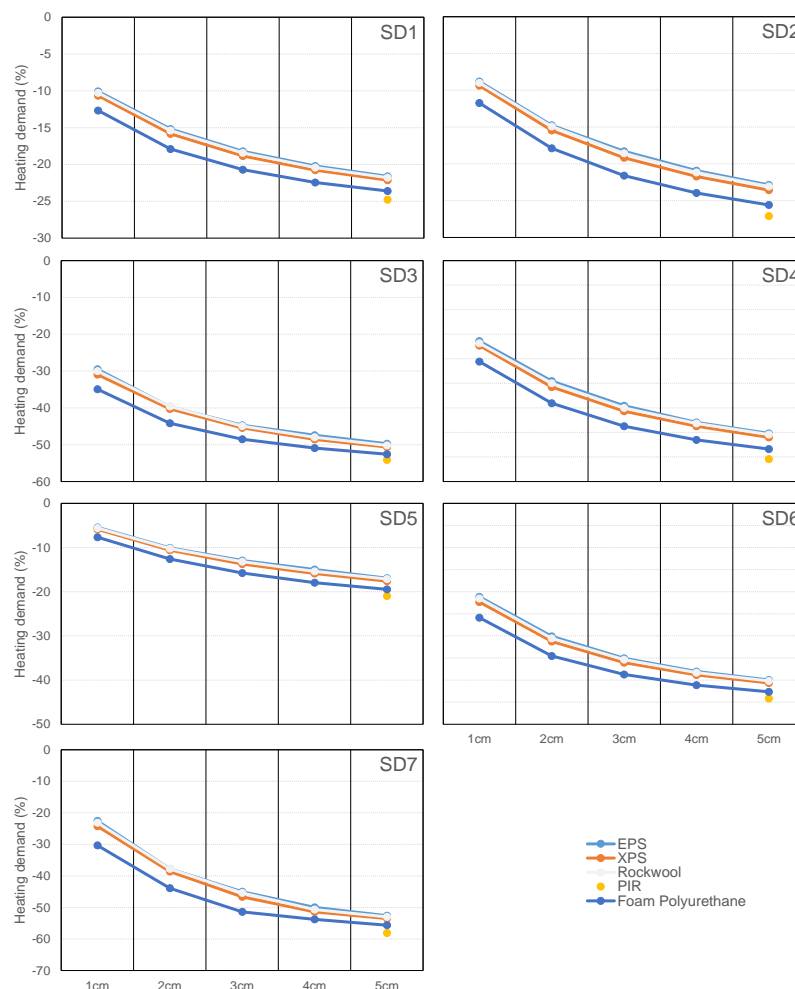 SD1
0
-5
-10
-15
-20
-25
-30
Heating demand (%)
SD2
SD3
0
-10
-20
-30
-40
-50
-60
Heating demand (%)
SD4
SD5
0
-10
-20
-30
-40
-50
Heating demand (%)
SD6
1cm 2cm 3cm 4cm 5cm
SD7
0
-10
-20
-30
-40
-50
-60
-70
Heating demand (%)
1cm 2cm 3cm 4cm 5cm
EPS
XPS
Rockwool
PIR
Foam Polyurethane